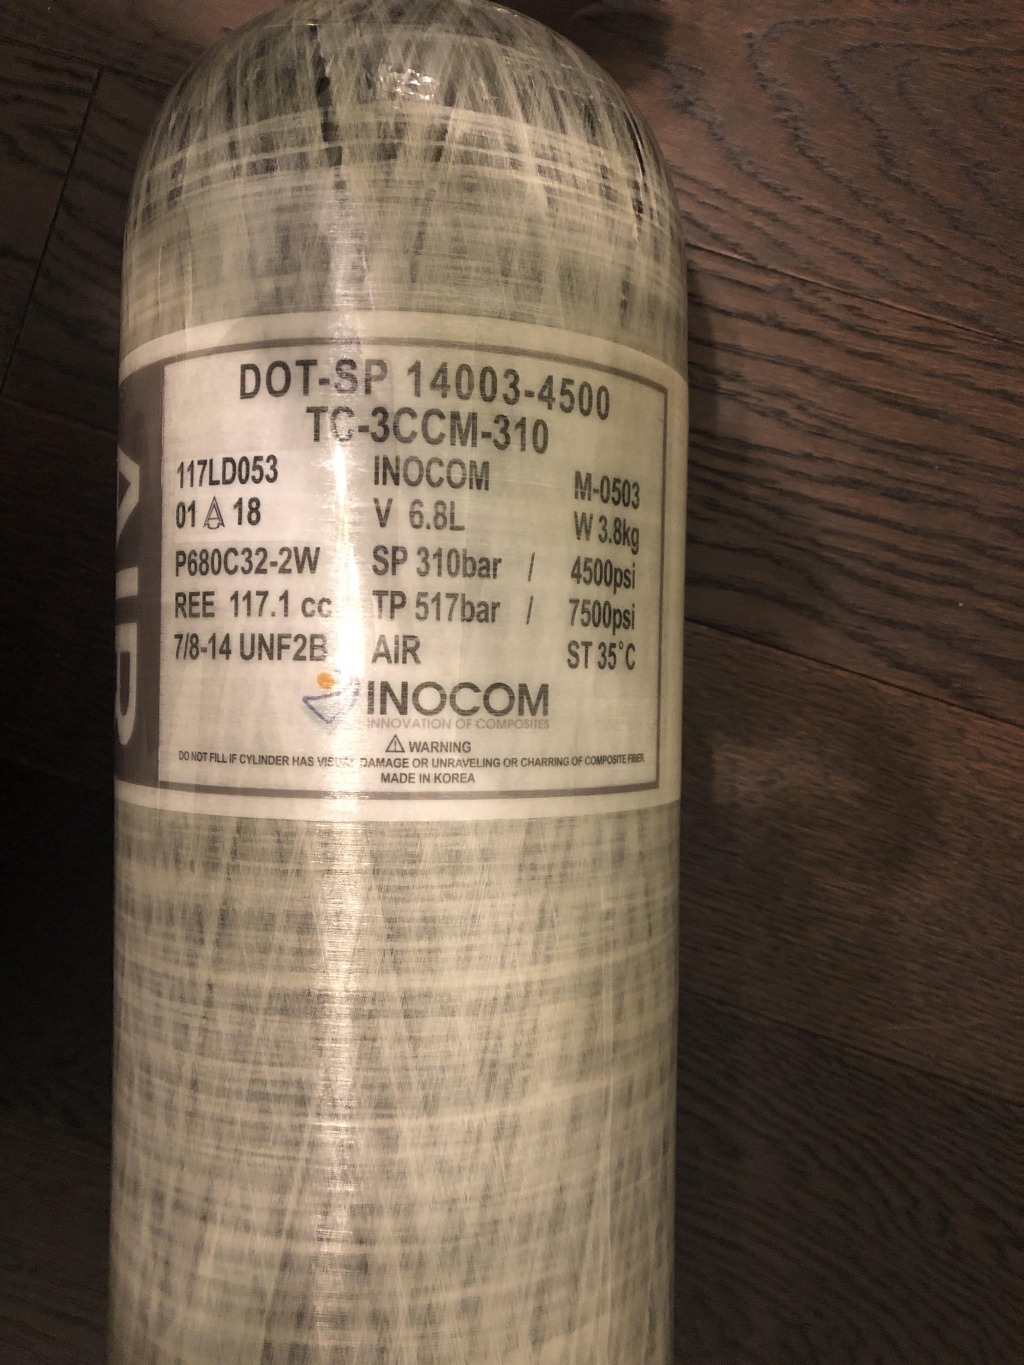 DOT-SP 14003-4500
TC-3CCM-310
117LD053 INOCOM M-0503
01 18 V 6.8L W 3.8kg
P680C32-2W SP 310bar / 4500psi
REE 117.1 cc TP 517bar / 7500psi
7/8-14 UNF2B AIR ST 35°C
INOCOM
INNOVATION OF COMPOSITES
⚠ WARNING
DO NOT FILL IF CYLINDER HAS VISUAL DAMAGE OR UNRAVELING OR CHARRING OF COMPOSITE FIBER.
MADE IN KOREA
AIR